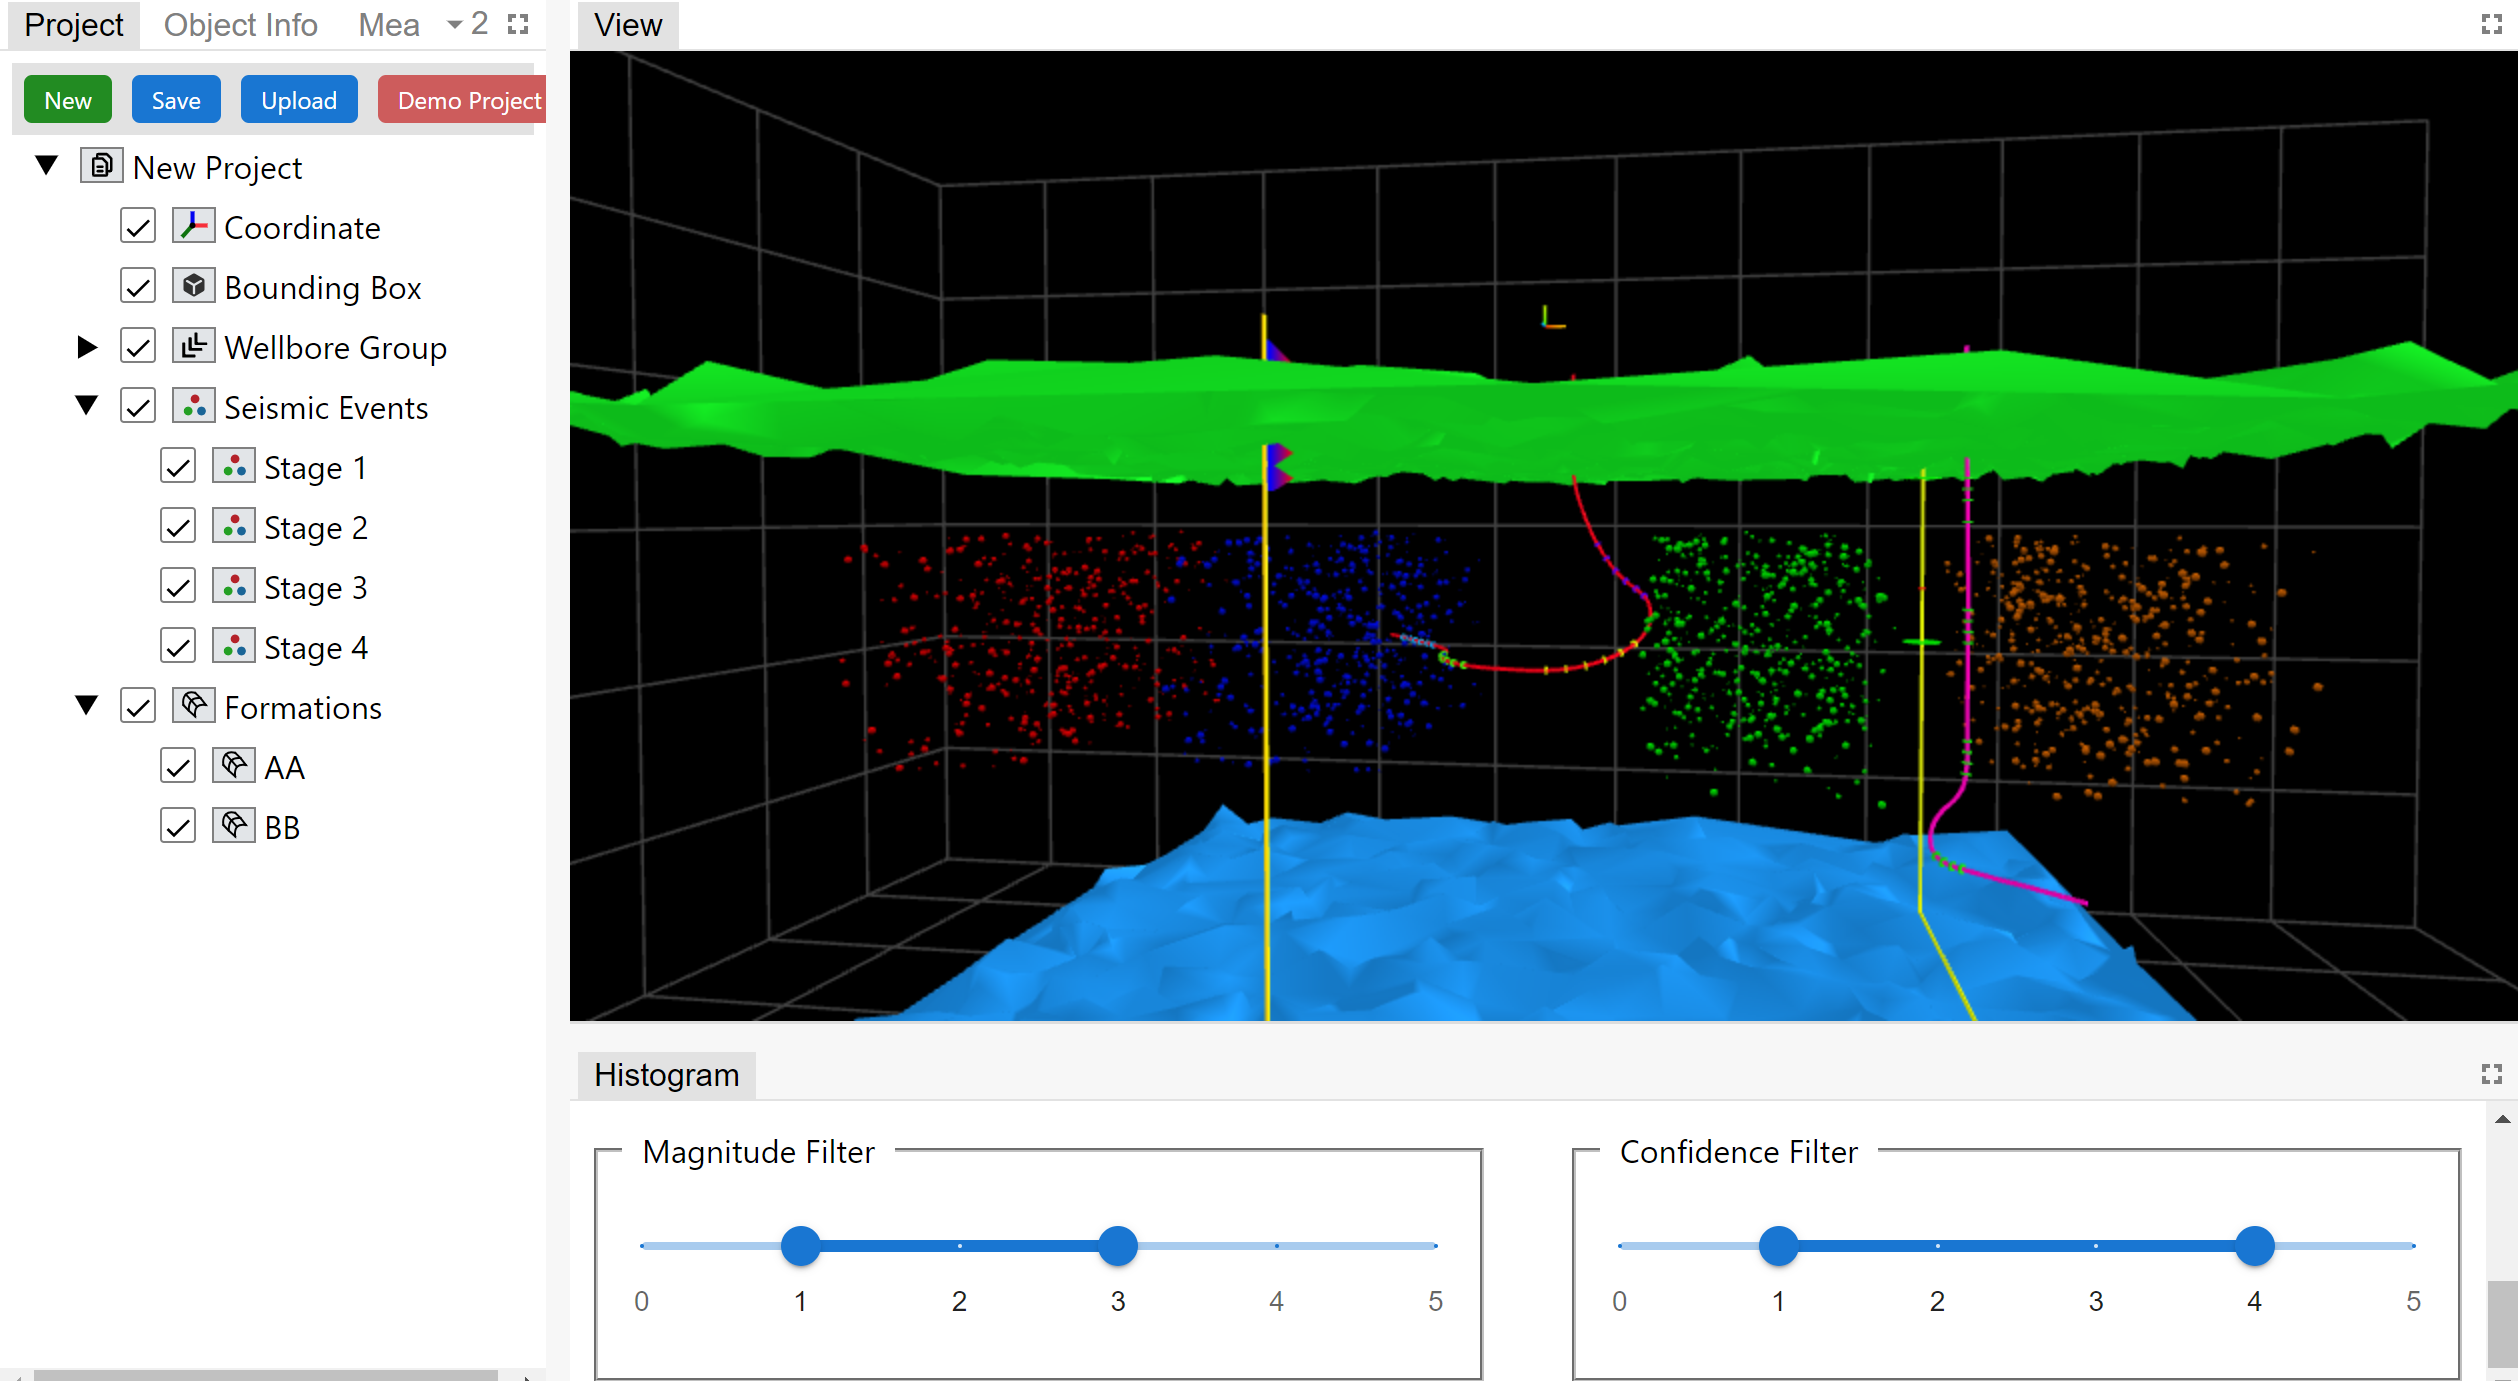 Project Object Info Mea 2
New Save Upload Demo Project
New Project
Coordinate
Bounding Box
Wellbore Group
Seismic Events
Stage 1
Stage 2
Stage 3
Stage 4
Formations
AA
BB
View
Histogram
Magnitude Filter
0 1 2 3 4 5
Confidence Filter
0 1 2 3 4 5